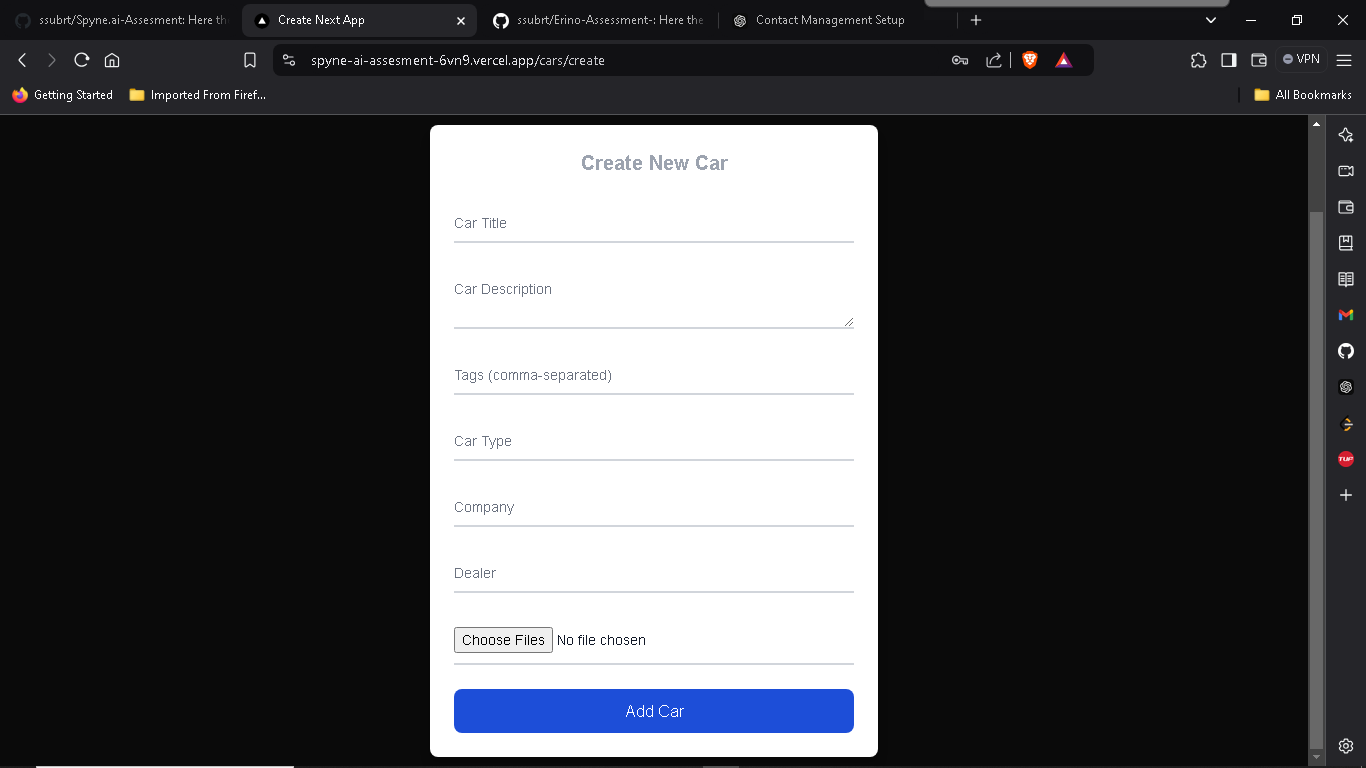 ssubrt/Spyne.ai-Assesment: Here th
Create Next App
ssubrt/Erino-Assessment-: Here the
Contact Management Setup
spyne-ai-assesment-6vn9.vercel.app/cars/create
VPN
Getting Started
Imported From Firef...
All Bookmarks
Create New Car
Car Title
Car Description
Tags (comma-separated)
Car Type
Company
Dealer
Choose Files No file chosen
Add Car
TUF